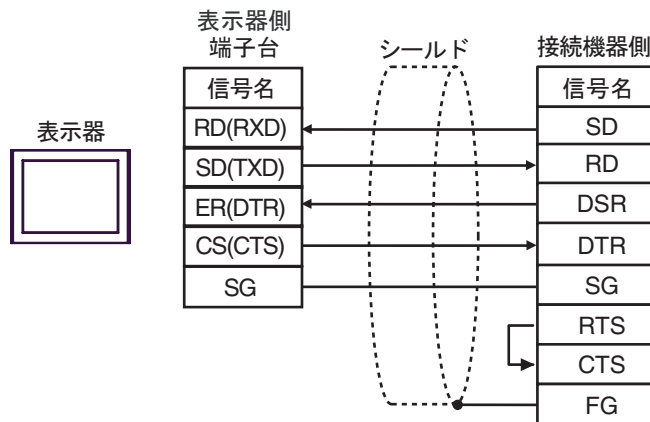 表示器側
端子台
シールド
接続機器側
信号名
信号名
表示器
RD(RXD)
SD
SD(TXD)
RD
ER(DTR)
DSR
CS(CTS)
DTR
SG
SG
RTS
CTS
FG